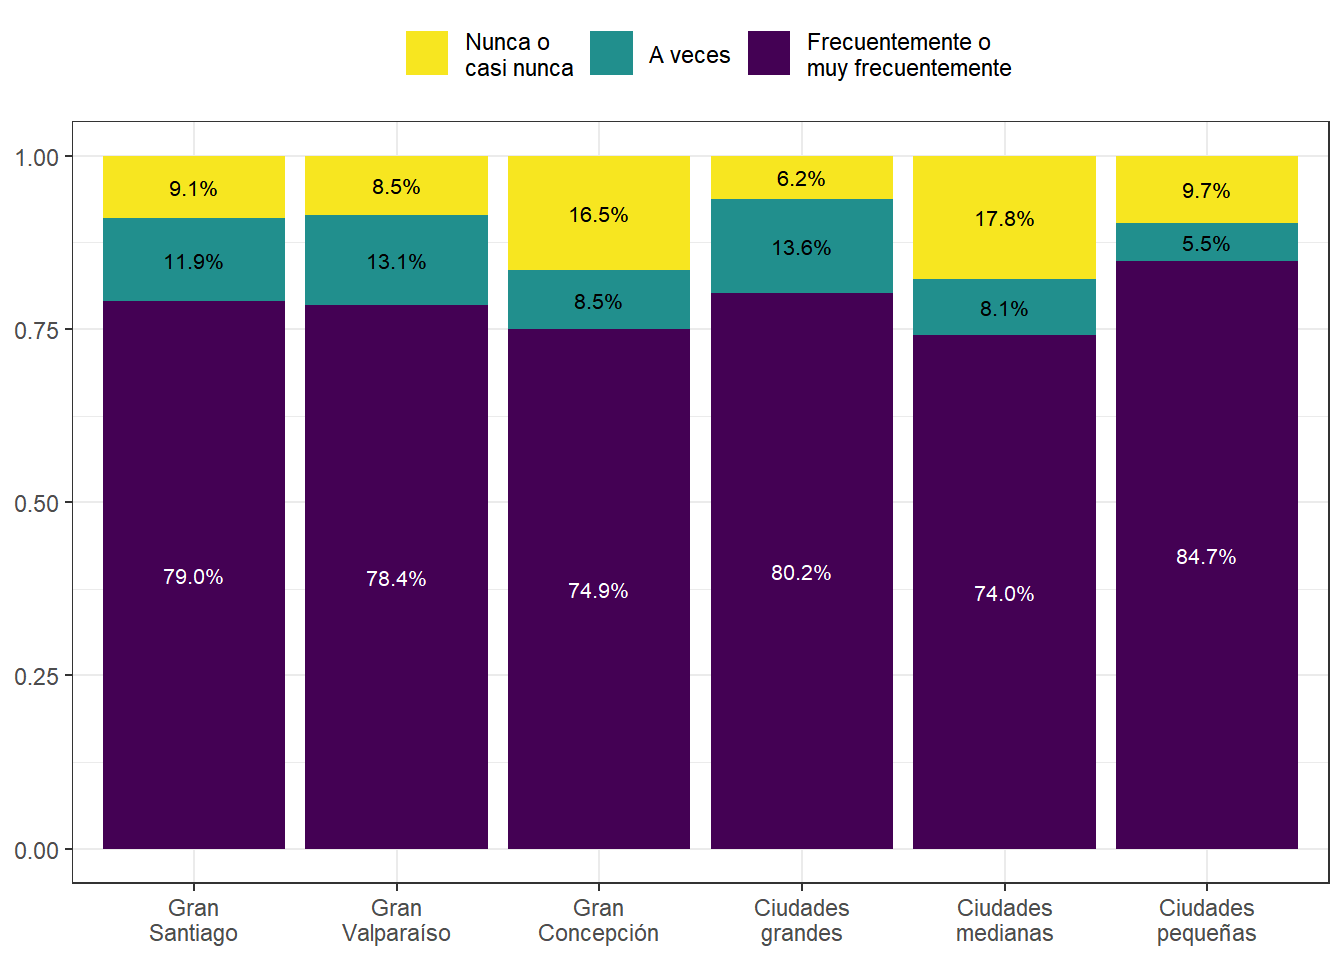 Nunca o
casi nunca
A veces
Frecuentemente o
muy frecuentemente
1.00
0.75
0.50
0.25
0.00
9.1%
8.5%
16.5%
6.2%
17.8%
9.7%
11.9%
13.1%
8.5%
13.6%
8.1%
5.5%
79.0%
78.4%
74.9%
80.2%
74.0%
84.7%
Gran
Santiago
Gran
Valparaíso
Gran
Concepción
Ciudades
grandes
Ciudades
medianas
Ciudades
pequeñas